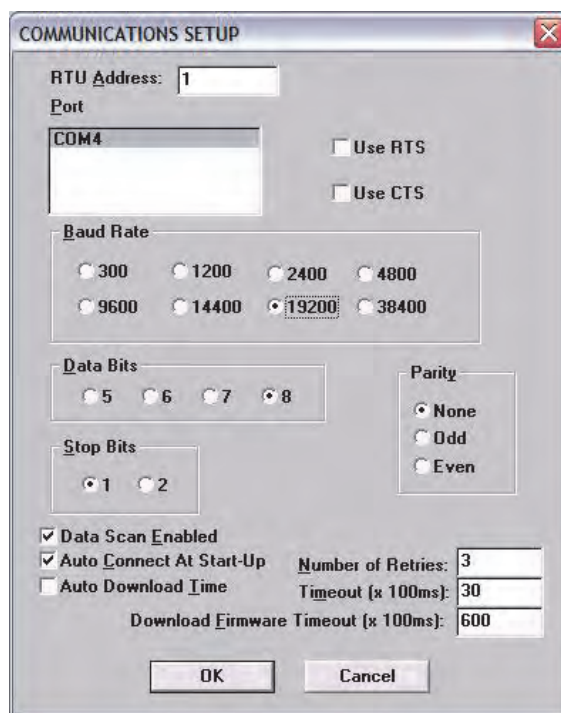 COMMUNICATIONS SETUP
RTU Address: 1
Port
COM4
Use RTS
Use CTS
Baud Rate
300 1200 2400 4800
9600 14400 19200 38400
Data Bits
5 6 7 8
Parity
None
Odd
Even
Stop Bits
1 2
Data Scan Enabled
Auto Connect At Start-Up
Auto Download Time
Number of Retries: 3
Timeout (x 100ms): 30
Download Firmware Timeout (x 100ms): 600
OK Cancel